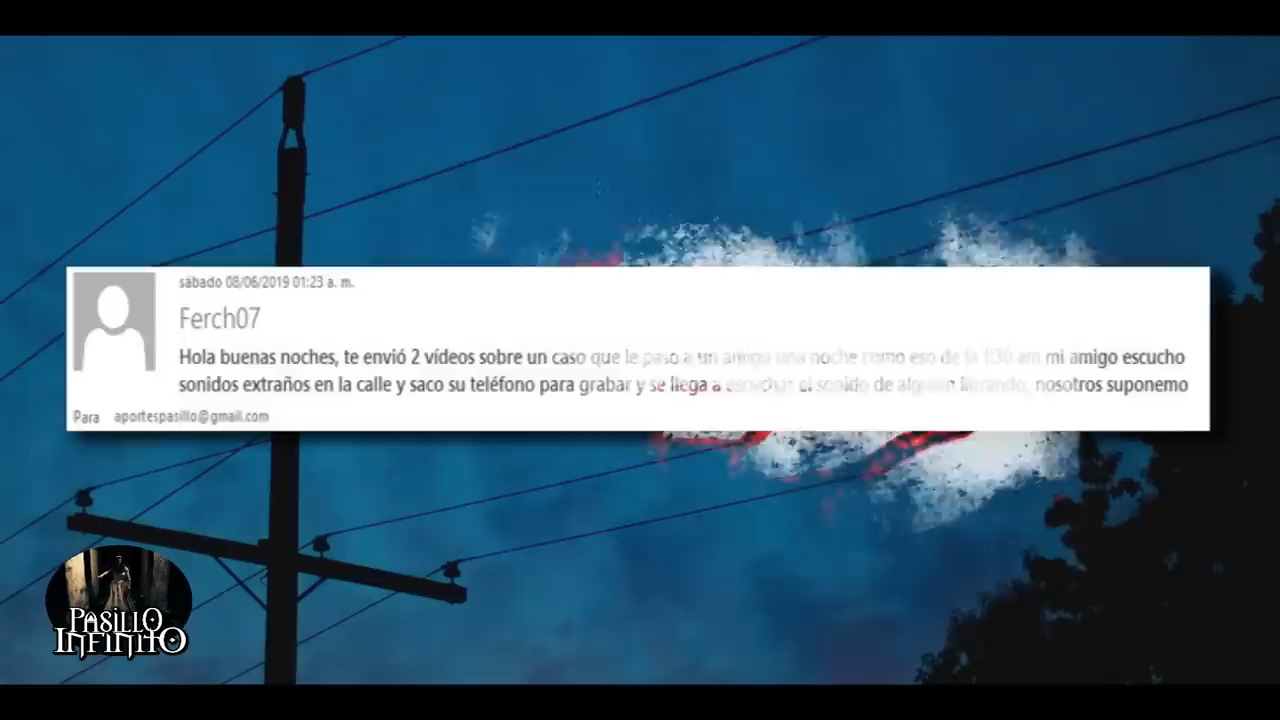 sábado 08/06/2019 01:23 a. m.
Ferch07
Hola buenas noches, te envió 2 vídeos sobre un caso que le paso a un amigo una noche como eso de la 1:30 am mi amigo escucho
sonidos extraños en la calle y saco su teléfono para grabar y se llega a escuchar el sonido de alguien llorando, nosotros suponemo
Para aportespasillo@gmail.com
PASILLO
INFINITO